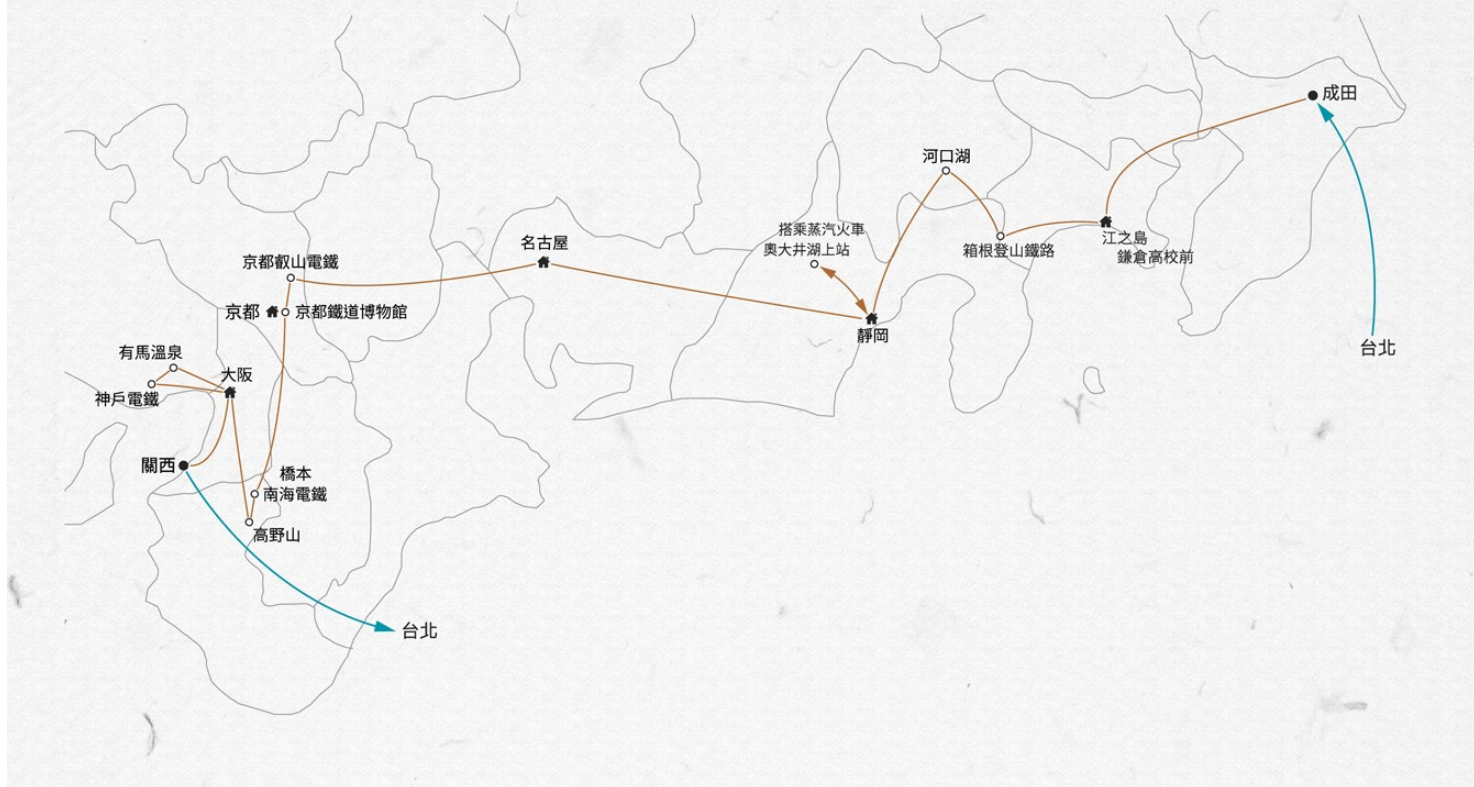 成田
河口湖
搭乘蒸汽火車
奧大井湖上站
江之島
鎌倉高校前
箱根登山鐵路
名古屋
京都叡山電鐵
京都
京都鐵道博物館
靜岡
台北
有馬溫泉
大阪
神戶電鐵
關西
橋本
南海電鐵
高野山
台北